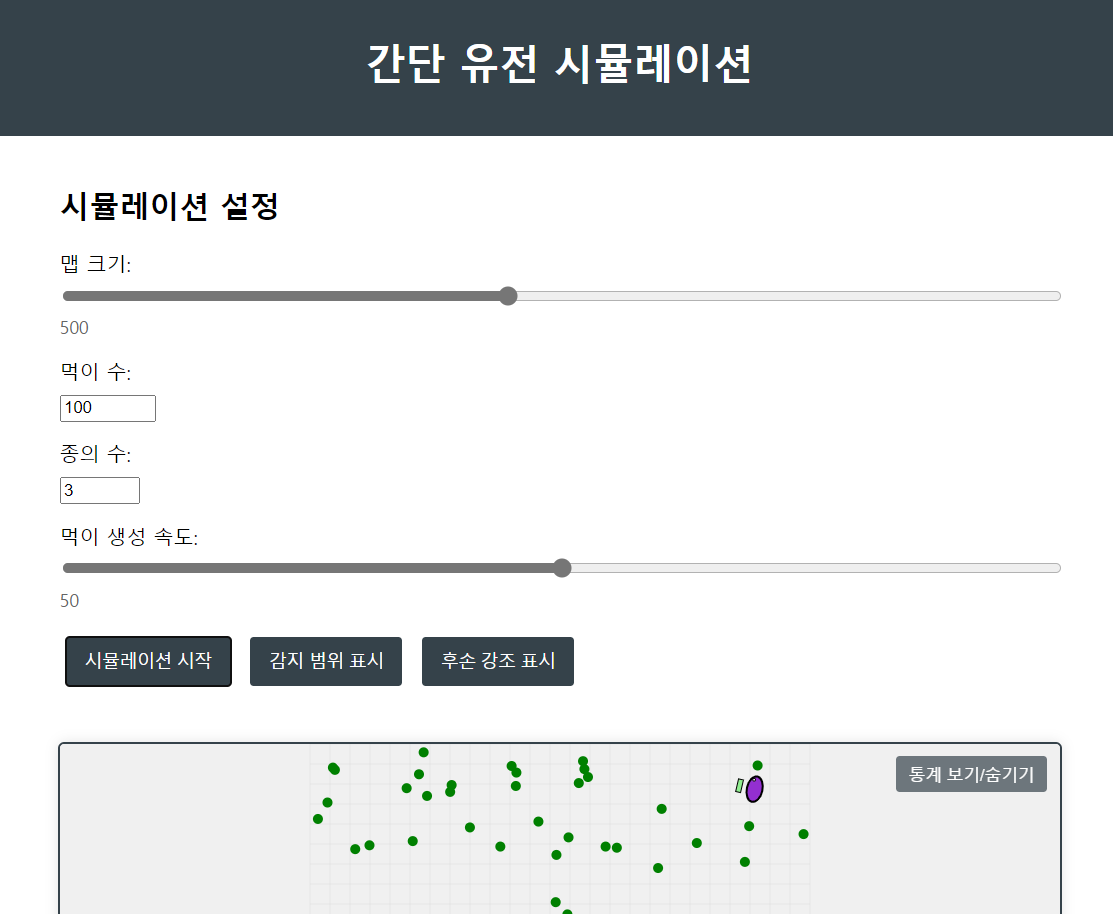 간단 유전 시뮬레이션
시뮬레이션 설정
맵 크기:
500
먹이 수:
100
종의 수:
3
먹이 생성 속도:
50
시뮬레이션 시작
감지 범위 표시
후손 강조 표시
통계 보기/숨기기